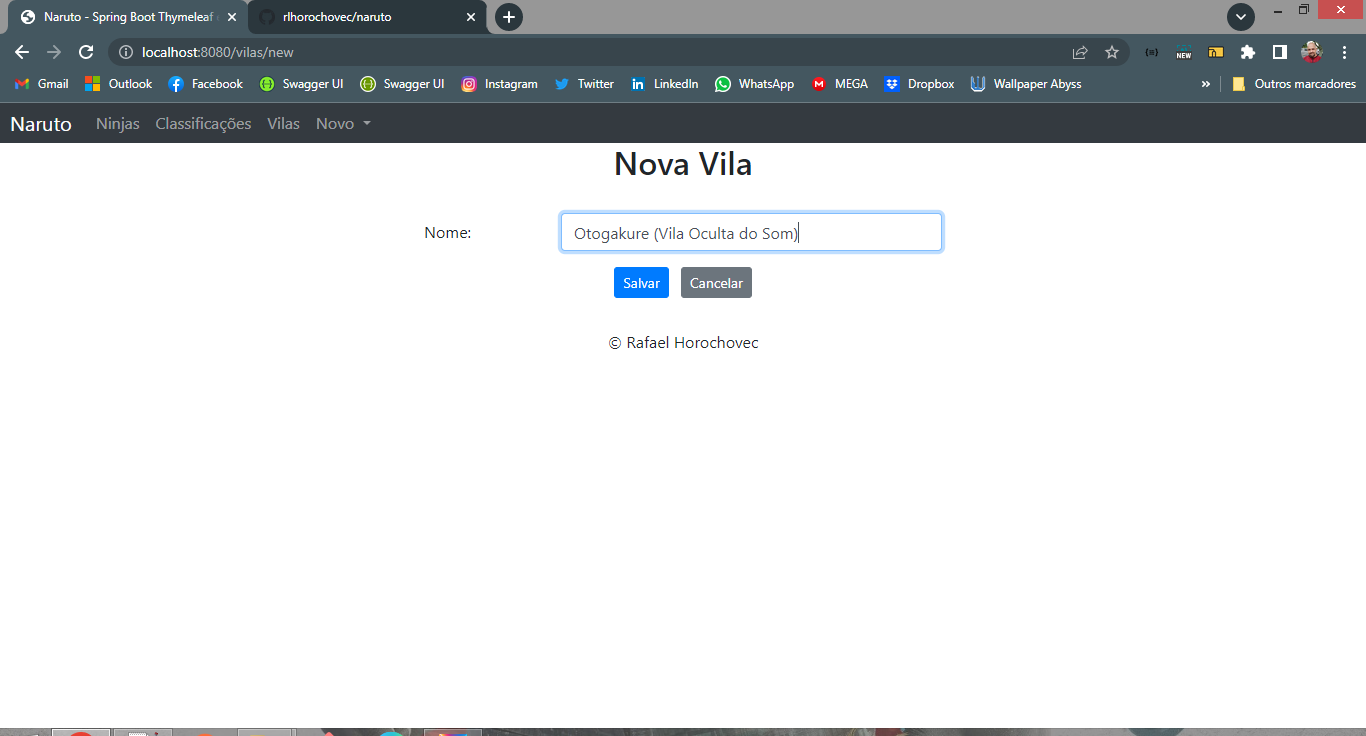 Naruto - Spring Boot Thymeleaf
rlhorochovec/naruto
localhost:8080/vilas/new
NEW
Gmail
Outlook
Facebook
Swagger UI
Swagger UI
Instagram
Twitter
LinkedIn
WhatsApp
MEGA
Dropbox
Wallpaper Abyss
»
Outros marcadores
Naruto
Ninjas
Classificações
Vilas
Novo
Nova Vila
Nome:
Otogakure (Vila Oculta do Som)
Salvar
Cancelar
© Rafael Horochovec